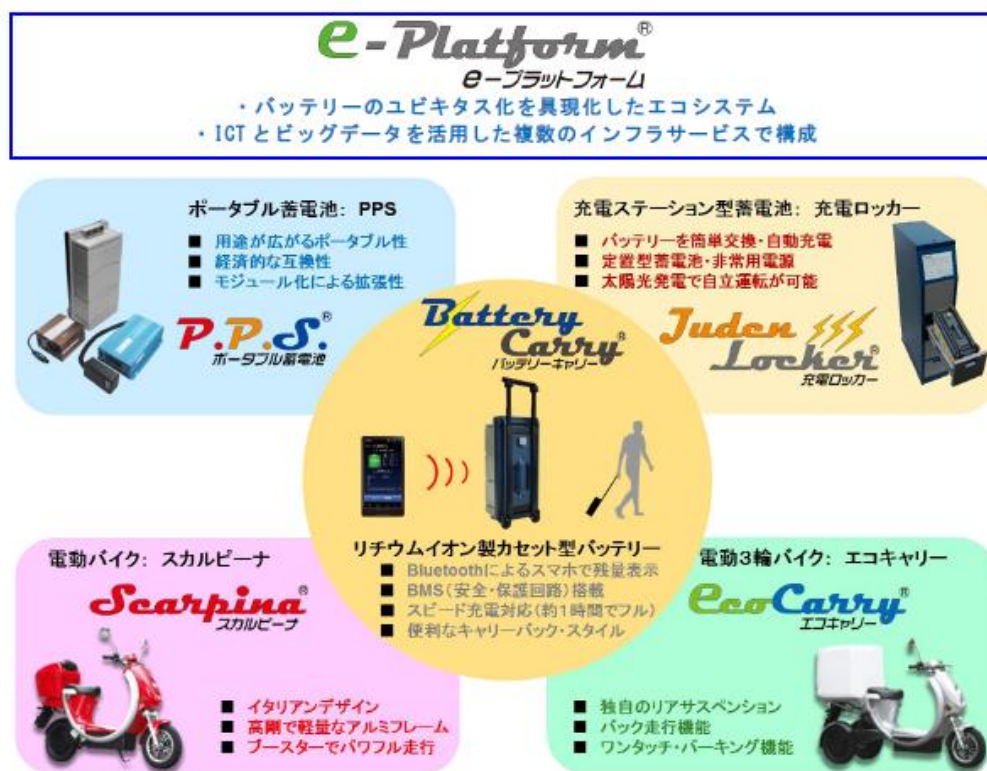 e-Platform®
e-プラットフォーム
・バッテリーのユビキタス化を具現化したエコシステム
・ICTとビッグデータを活用した複数のインフラサービスで構成
ポータブル蓄電池： PPS
■ 用途が広がるポータブル性
■ 経済的な互換性
■ モジュール化による拡張性
P.P.S.®
ポータブル蓄電池
充電ステーション型蓄電池： 充電ロッカー
■ バッテリーを簡単交換・自動充電
■ 定置型蓄電池・非常用電源
■ 太陽光発電で自立運転が可能
Juden
Locker®
充電ロッカー
Battery
Carry®
バッテリーキャリー
リチウムイオン製カセット型バッテリー
■ Bluetoothによるスマホで残量表示
■ BMS（安全・保護回路）搭載
■ スピード充電対応（約1時間でフル）
■ 便利なキャリーバック・スタイル
電動バイク： スカルピーナ
Scarpina®
スカルピーナ
■ イタリアンデザイン
■ 高剛で軽量なアルミフレーム
■ ブースターでパワフル走行
電動3輪バイク： エコキャリー
EcoCarry®
エコキャリー
■ 独自のリアサスペンション
■ バック走行機能
■ ワンタッチ・パーキング機能